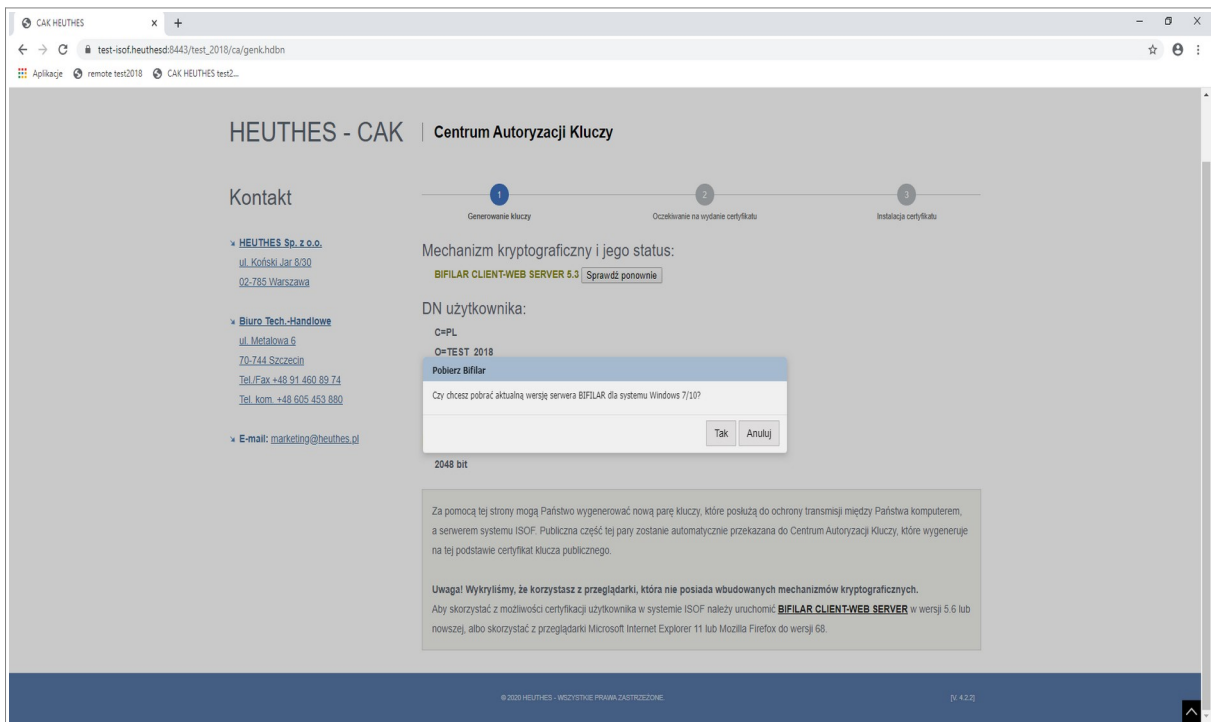 CAK HEUTHES
test-isof.heuthesd:8443/test_2018/ca/genk.hdbn
Aplikacje remote test2018 CAK HEUTHES test2...
HEUTHES - CAK | Centrum Autoryzacji Kluczy
Kontakt
HEUTHES Sp. z o.o.
ul. Koński Jar 8/30
02-785 Warszawa
Biuro Tech.-Handlowe
ul. Metalowa 6
70-744 Szczecin
Tel./Fax +48 91 460 89 74
Tel. kom. +48 605 453 880
E-mail: marketing@heuthes.pl
1 2 3
Generowanie kluczy Oczekiwanie na wydanie certyfikatu Instalacja certyfikatu
Mechanizm kryptograficzny i jego status:
BIFILAR CLIENT-WEB SERVER 5.3 Sprawdź ponownie
DN użytkownika:
C=PL
O=TEST 2018
Pobierz Bifilar
Czy chcesz pobrać aktualną wersję serwera BIFILAR dla systemu Windows 7/10?
Tak Anuluj
2048 bit
Za pomocą tej strony mogą Państwo wygenerować nową parę kluczy, które posłużą do ochrony transmisji między Państwa komputerem,
a serwerem systemu ISOF. Publiczna część tej pary zostanie automatycznie przekazana do Centrum Autoryzacji Kluczy, które wygeneruje
na tej podstawie certyfikat klucza publicznego.
Uwaga! Wykryliśmy, że korzystasz z przeglądarki, która nie posiada wbudowanych mechanizmów kryptograficznych.
Aby skorzystać z możliwości certyfikacji użytkownika w systemie ISOF należy uruchomić BIFILAR CLIENT-WEB SERVER w wersji 5.6 lub
nowszej, albo skorzystać z przeglądarki Microsoft Internet Explorer 11 lub Mozilla Firefox do wersji 68.
© 2020 HEUTHES - WSZYSTKIE PRAWA ZASTRZEŻONE. [V. 4.2.2]